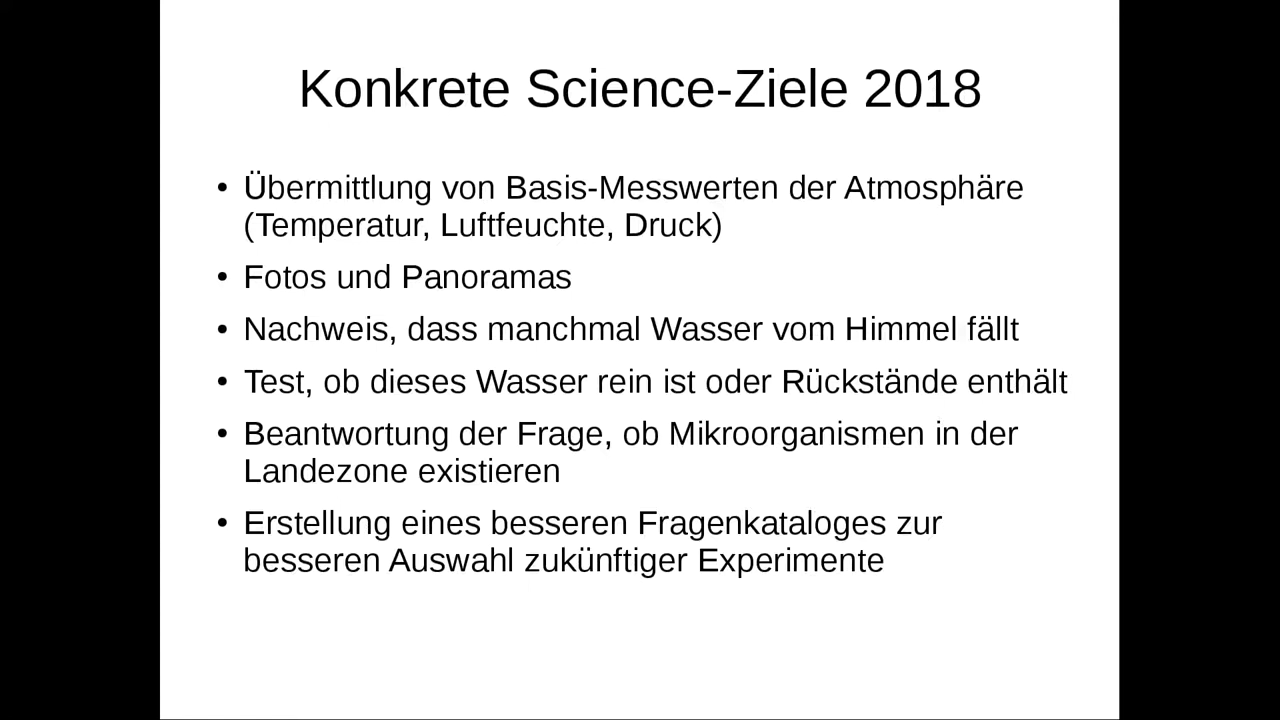 Konkrete Science-Ziele 2018
• Übermittlung von Basis-Messwerten der Atmosphäre
(Temperatur, Luftfeuchte, Druck)
• Fotos und Panoramas
• Nachweis, dass manchmal Wasser vom Himmel fällt
• Test, ob dieses Wasser rein ist oder Rückstände enthält
• Beantwortung der Frage, ob Mikroorganismen in der
Landezone existieren
• Erstellung eines besseren Fragenkataloges zur
besseren Auswahl zukünftiger Experimente